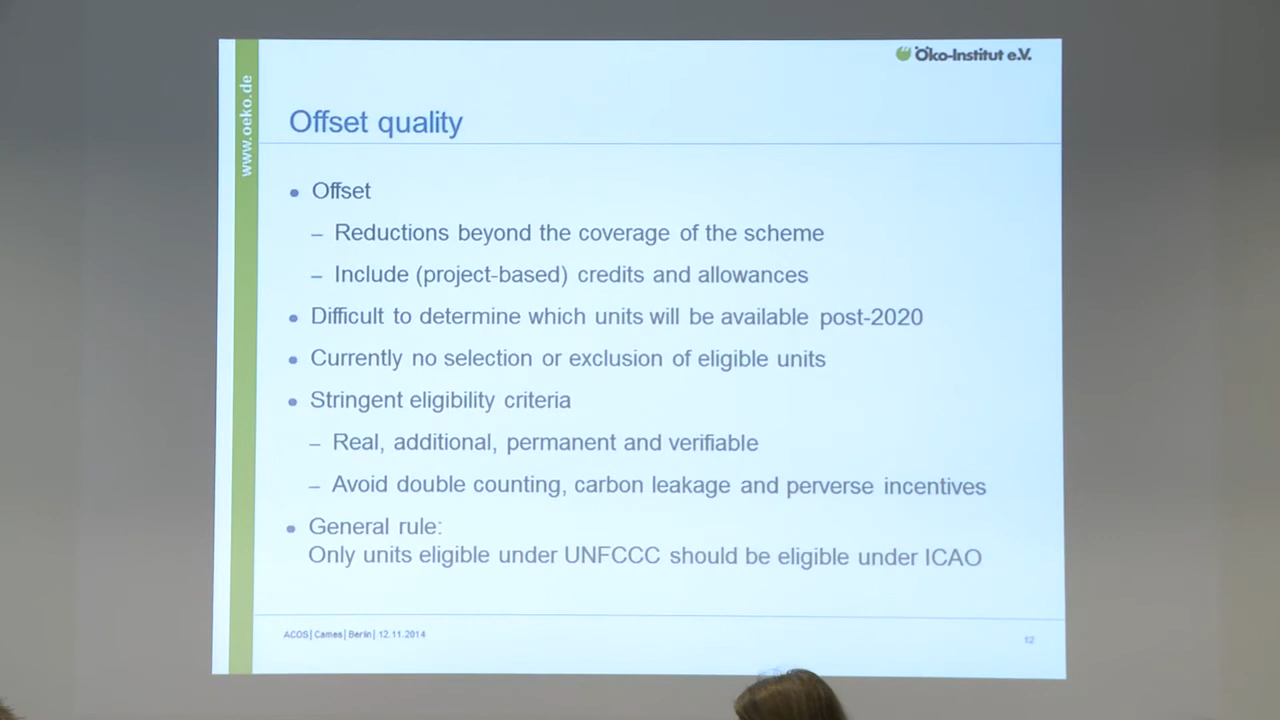 Öko-Institut e.V.
www.oeko.de
Offset quality
• Offset
– Reductions beyond the coverage of the scheme
– Include (project-based) credits and allowances
• Difficult to determine which units will be available post-2020
• Currently no selection or exclusion of eligible units
• Stringent eligibility criteria
– Real, additional, permanent and verifiable
– Avoid double counting, carbon leakage and perverse incentives
• General rule:
Only units eligible under UNFCCC should be eligible under ICAO
ACOS| Cames| Berlin| 12.11.2014
12